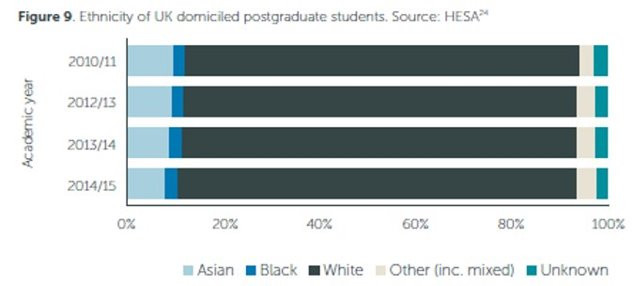 Figure 9. Ethnicity of UK domiciled postgraduate students. Source: HESA²⁴
Academic year
2010/11
2012/13
2013/14
2014/15
0% 20% 40% 60% 80% 100%
Asian Black White Other (inc. mixed) Unknown